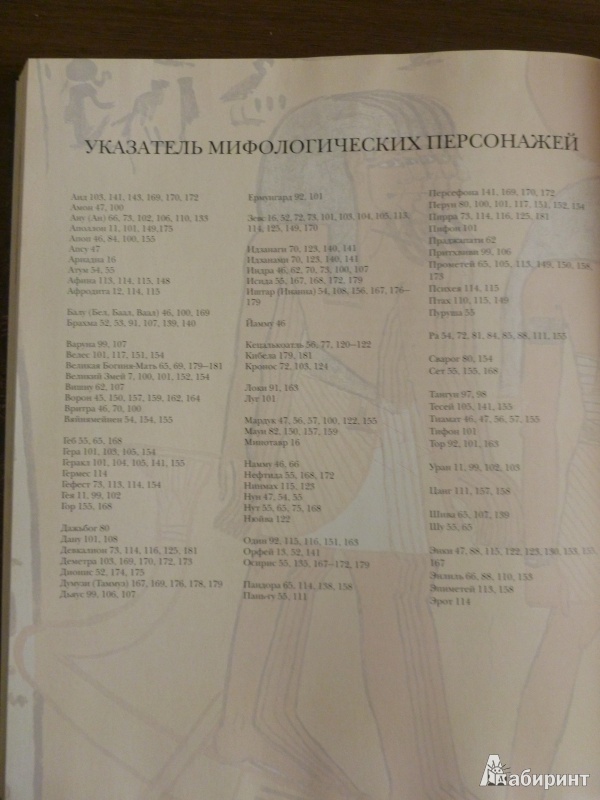 УКАЗАТЕЛЬ МИФОЛОГИЧЕСКИХ ПЕРСОНАЖЕЙ
Аид 103, 141, 143, 169, 170, 172
Амон 47, 100
Ану (Ан) 66, 73, 102, 106, 110, 133
Аполлон 11, 101, 149,175
Апоп 46, 84, 100, 155
Апсу 47
Ариадна 16
Атум 54, 55
Афина 113, 114, 115, 148
Афродита 12, 114, 115
Балу (Бел, Баал, Ваал) 46, 100, 169
Брахма 52, 53, 91, 107, 139, 140
Варуна 99, 107
Велес 101, 117, 151, 154
Великая Богиня-Мать 65, 69, 179–181
Великий Змей 7, 100, 101, 152, 154
Вишну 62, 107
Ворон 45, 150, 157, 159, 162, 164
Вритра 46, 70, 100
Вяйнямейнен 54, 154, 155
Геб 55, 65, 168
Гера 101, 103, 105, 154
Геракл 101, 104, 105, 141, 155
Гермес 114
Гефест 73, 113, 114, 154
Гея 11, 99, 102
Гор 155, 168
Дажьбог 80
Дану 101, 108
Девкалион 73, 114, 116, 125, 181
Деметра 103, 169, 170, 172, 173
Дионис 52, 174, 175
Думузи (Таммуз) 167, 169, 176, 178, 179
Дьяус 99, 106, 107
Ермунгард 92, 101
Зевс 16, 52, 72, 73, 101, 103, 104, 105, 113,
114, 125, 149, 170
Идзанаги 70, 123, 140, 141
Идзанами 70, 123, 140, 141
Индра 46, 62, 70, 73, 100, 107
Исида 55, 167, 168, 172, 179
Иштар (Инанна) 54, 108, 156, 167, 176–
179
Йамму 46
Кецалькоатль 56, 77, 120–122
Кибела 179, 181
Кронос 72, 103, 124
Локи 91, 163
Луг 101
Мардук 47, 56, 57, 100, 122, 155
Мауи 82, 150, 157, 159
Минотавр 16
Намму 46, 66
Нефтида 55, 168, 172
Нинмах 115, 123
Нун 47, 54, 55
Нут 55, 65, 75, 168
Нюйва 122
Один 92, 115, 116, 151, 163
Орфей 13, 52, 141
Осирис 55, 135, 167–172, 179
Пандора 65, 114, 138, 158
Пань-гу 55, 111
Персефона 141, 169, 170, 172
Перун 80, 100, 101, 117, 151, 152, 154
Пирра 73, 114, 116, 125, 181
Пифон 101
Праджапати 62
Притхиви 99, 106
Прометей 65, 105, 113, 149, 150, 158,
173
Психея 114, 115
Птах 110, 115, 149
Пуруша 55
Ра 54, 72, 81, 84, 85, 88, 111, 155
Сварог 80, 154
Сет 55, 155, 168
Тангун 97, 98
Тесей 105, 141, 155
Тиамат 46, 47, 56, 57, 155
Тифон 101
Тор 92, 101, 163
Уран 11, 99, 102, 103
Цанг 111, 157, 158
Шива 65, 107, 139
Шу 55, 65
Энки 47, 88, 115, 122, 123, 130, 133, 155
167
Энлиль 66, 88, 110, 133
Эпиметей 113, 158
Эрот 114
Лабиринт